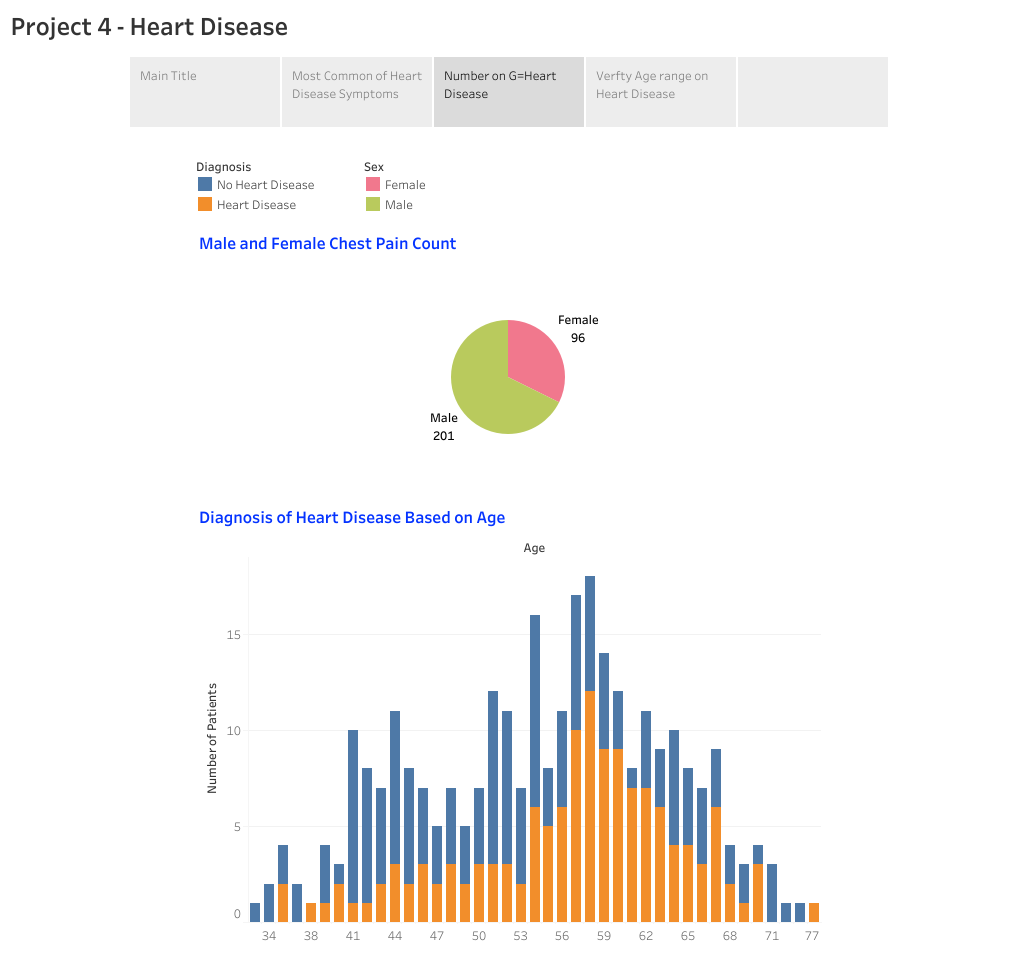 Project 4 - Heart Disease
Main Title
Most Common of Heart
Disease Symptoms
Number on G=Heart
Disease
Verfty Age range on
Heart Disease
Diagnosis
No Heart Disease
Heart Disease
Sex
Female
Male
Male and Female Chest Pain Count
Female
96
Male
201
Diagnosis of Heart Disease Based on Age
Age
Number of Patients
15
10
5
0
34 38 41 44 47 50 53 56 59 62 65 68 71 77